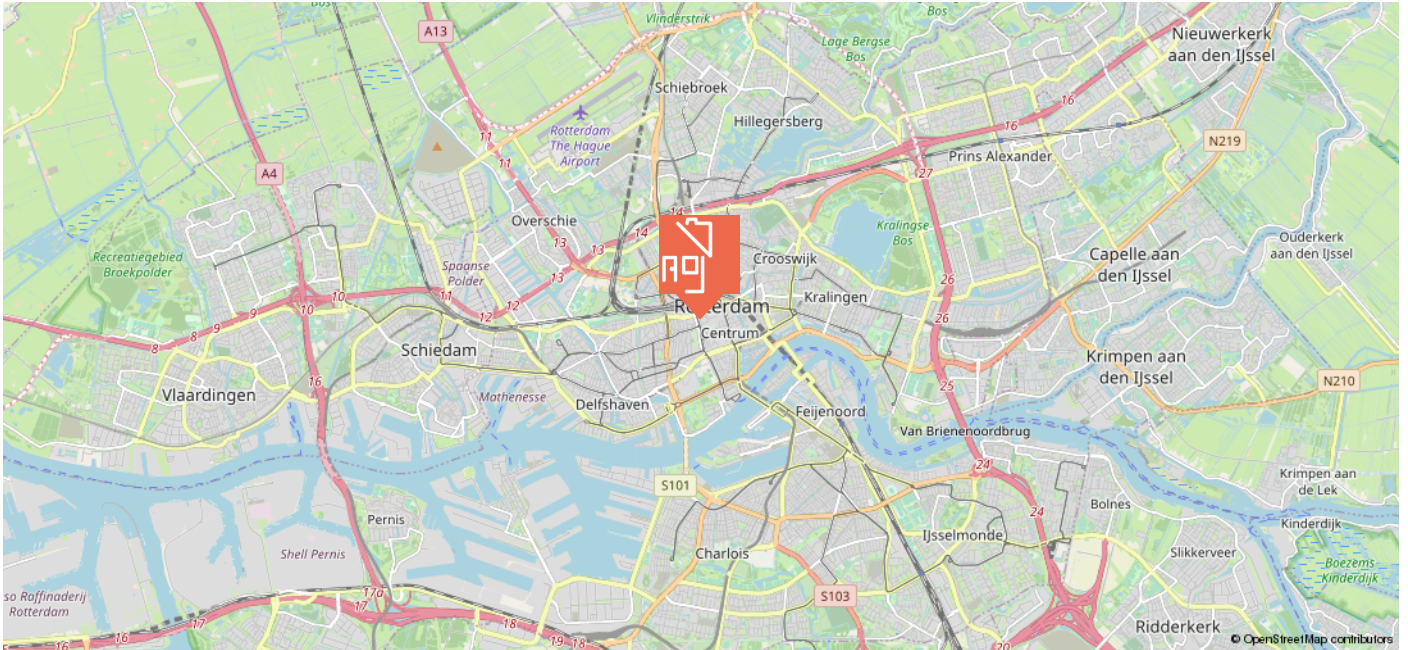 Bos
Vlinderstrik
A13
Nieuwerkerk
aan den IJssel
Lage Bergse
Bos
Schiebroek
16
Hillegersberg
Rotterdam
The Hague
Airport
11
16
N219
11
Prins Alexander
A4
27
14
Overschie
Kralingse
Bos
13
13
Ouderkerk
aan den IJssel
Recreatiegebied
Broekpolder
Spaanse
Polder
Crooswijk
Capelle aan
den IJssel
13
26
10
11
10
12
12
Kralingen
9
9
8
8
Rotterdam
Centrum
26
Schiedam
Krimpen aan
den IJssel
16
25
N210
Vlaardingen
Mathenesse
Delfshaven
Feijenoord
Van Brienenoordbrug
24
Krimpen aan
de Lek
S101
Bolnes
24
Pernis
Kinderdijk
IJsselmonde
Shell Pernis
Charlois
Slikkerveer
Boezems
Kinderdijk
17a
17
so Raffinaderij
Rotterdam
S103
17
18
16
16
19
18
20
Ridderkerk
© OpenStreetMap contributors